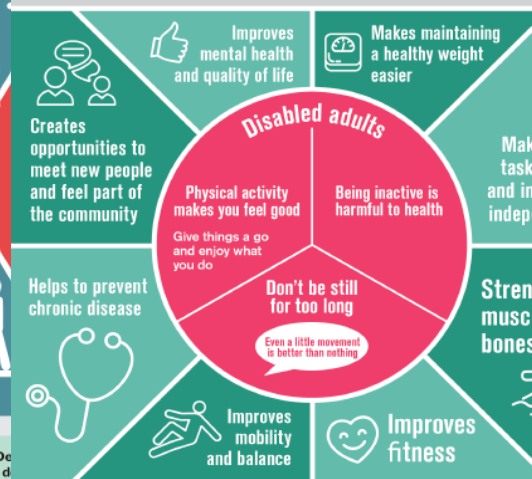 Improves
mental health
and quality of life
Makes maintaining
a healthy weight
easier
Creates
opportunities to
meet new people
and feel part of
the community
Disabled adults
Physical activity
makes you feel good
Give things a go
and enjoy what
you do
Being inactive is
harmful to health
Don't be still
for too long
Even a little movement
is better than nothing
Helps to prevent
chronic disease
Improves
mobility
and balance
Improves
fitness